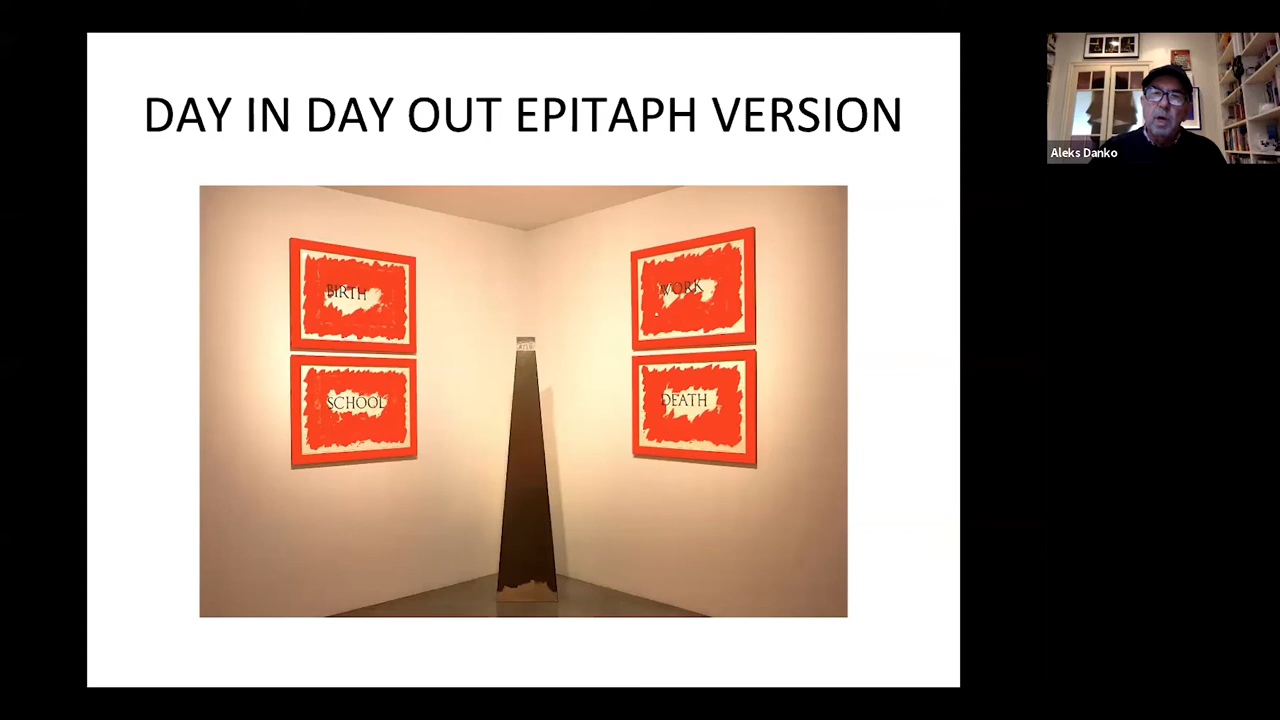 DAY IN DAY OUT EPITAPH VERSION
BIRTH
SCHOOL
WORK
DEATH
Aleks Danko